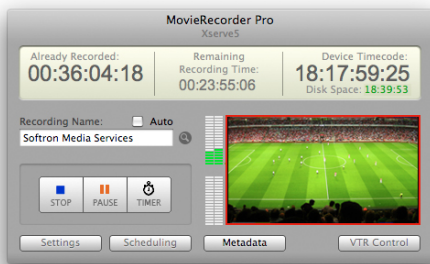 MovieRecorder Pro
Xserve5
Already Recorded:
00:36:04:18
Remaining
Recording Time:
00:23:55:06
Device Timecode:
18:17:59:25
Disk Space: 18:39:53
Recording Name:
Auto
Softron Media Services
STOP
PAUSE
TIMER
Settings
Scheduling
Metadata
VTR Control